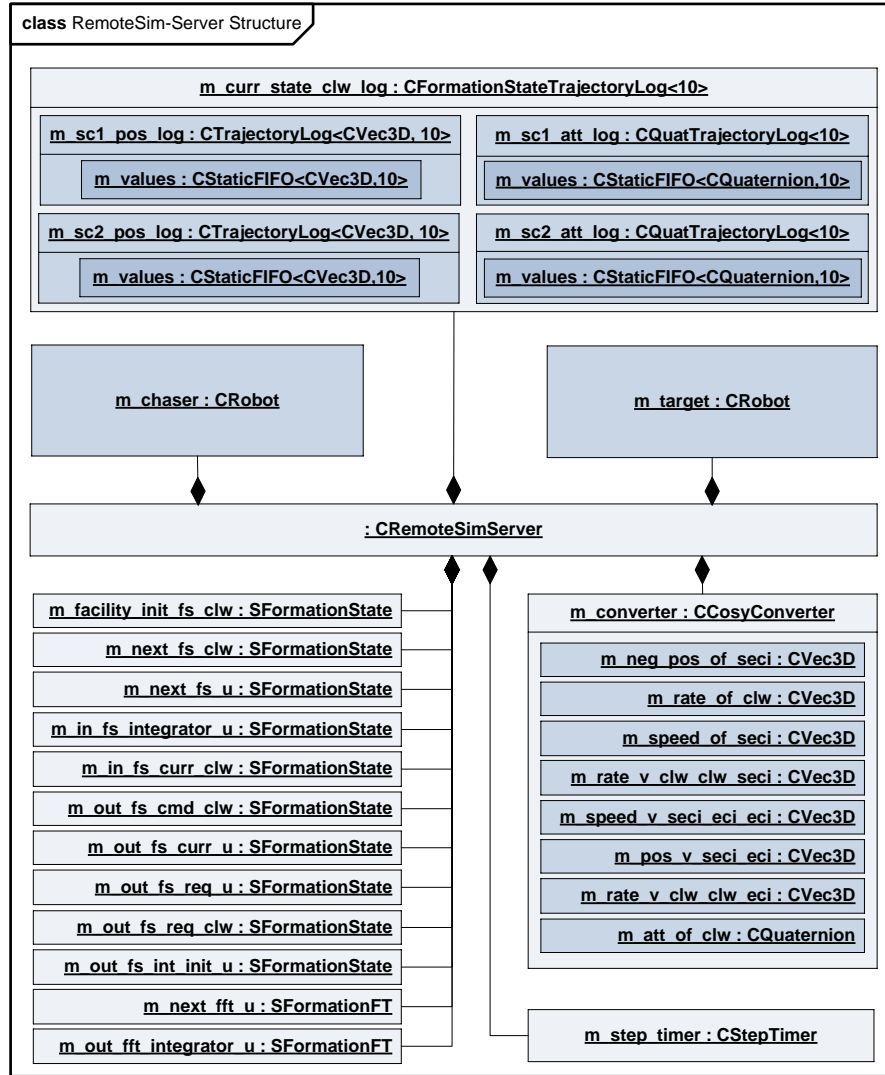 class RemoteSim-Server Structure
m_curr_state_clw_log : CFormationStateTrajectoryLog<10>
m_sc1_pos_log : CTrajectoryLog<CVec3D, 10>
m_values : CStaticFIFO<CVec3D,10>
m_sc1_att_log : CQuatTrajectoryLog<10>
m_values : CStaticFIFO<CQuaternion,10>
m_sc2_pos_log : CTrajectoryLog<CVec3D, 10>
m_values : CStaticFIFO<CVec3D,10>
m_sc2_att_log : CQuatTrajectoryLog<10>
m_values : CStaticFIFO<CQuaternion,10>
m_chaser : CRobot
m_target : CRobot
: CRemoteSimServer
m_facility_init_fs_clw : SFormationState
m_next_fs_clw : SFormationState
m_next_fs_u : SFormationState
m_in_fs_integrator_u : SFormationState
m_in_fs_curr_clw : SFormationState
m_out_fs_cmd_clw : SFormationState
m_out_fs_curr_u : SFormationState
m_out_fs_req_u : SFormationState
m_out_fs_req_clw : SFormationState
m_out_fs_int_init_u : SFormationState
m_next_fft_u : SFormationFT
m_out_fft_integrator_u : SFormationFT
m_converter : CCosyConverter
m_neg_pos_of_seci : CVec3D
m_rate_of_clw : CVec3D
m_speed_of_seci : CVec3D
m_rate_v_clw_clw_seci : CVec3D
m_speed_v_seci_eci_eci : CVec3D
m_pos_v_seci_eci : CVec3D
m_rate_v_clw_clw_eci : CVec3D
m_att_of_clw : CQuaternion
m_step_timer : CStepTimer